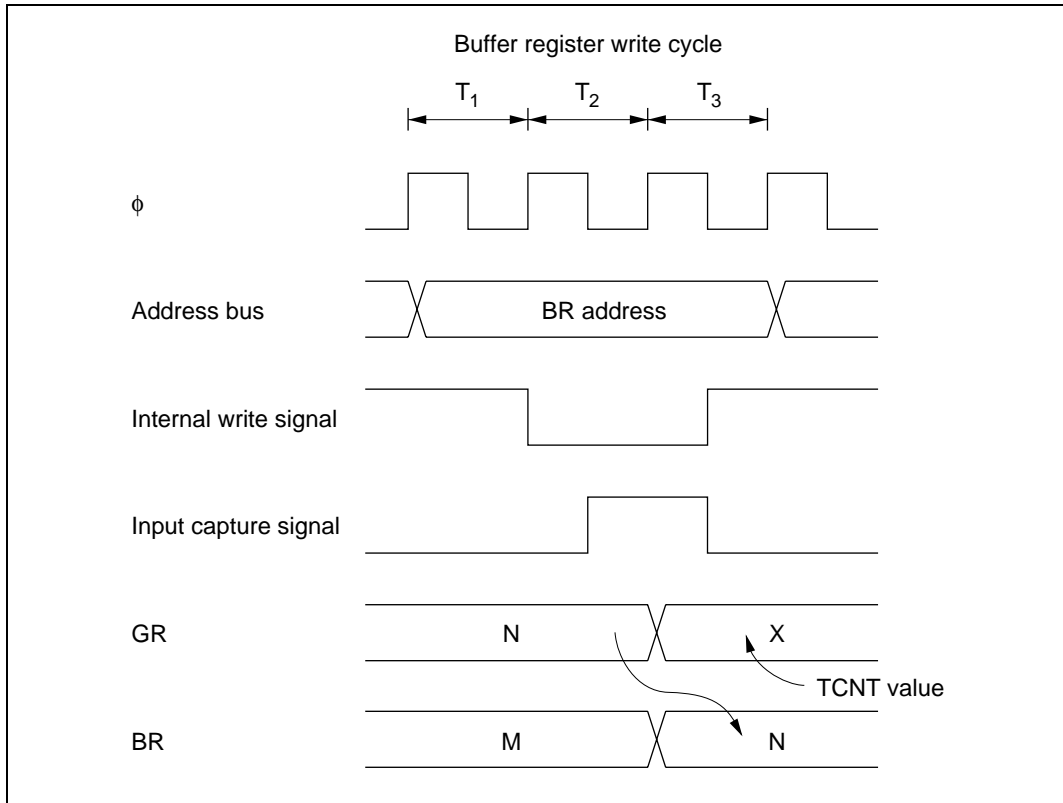 Buffer register write cycle
T1 T2 T3
φ
Address bus BR address
Internal write signal
Input capture signal
GR N X
TCNT value
BR M N